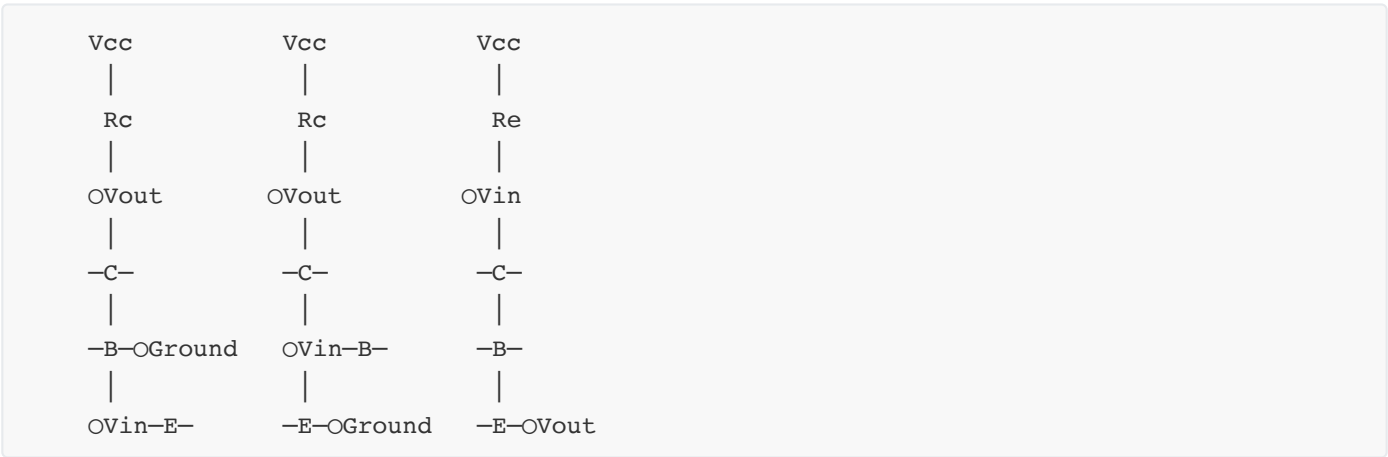 Vcc Vcc Vcc
│ │ │
Rc Rc Re
│ │ │
○Vout ○Vout ○Vin
│ │ │
─C─ ─C─ ─C─
│ │ │
─B─○Ground ○Vin─B─ ─B─
│ │ │
○Vin─E─ ─E─○Ground ─E─○Vout